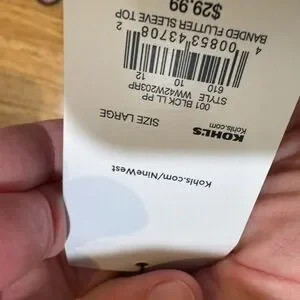 Kohls.com/NineWest
KOHL'S
Kohls.com
SIZE LARGE
001 BLCK LL PP
STYLE WW42W203RP
610 10 12
4 00853 43708 2
BANDED FLUTTER SLEEVE TOP
$29.99